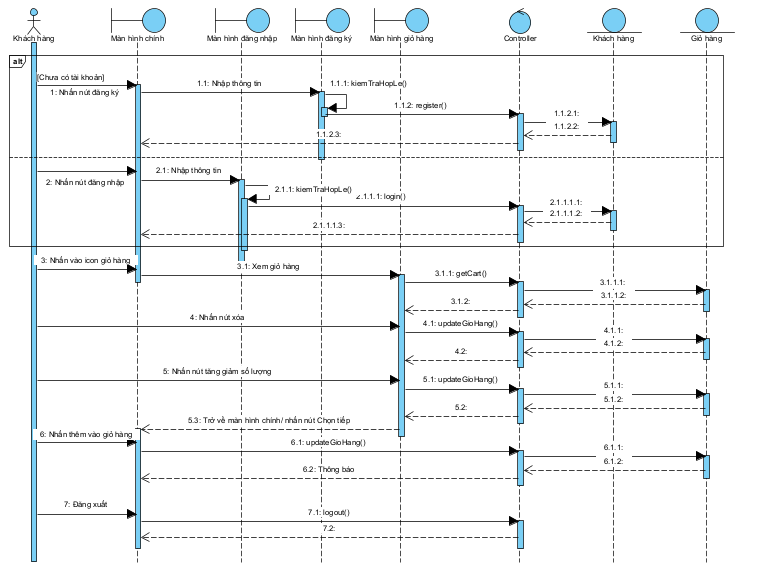 Khách hàng
Màn hình chính
Màn hình đăng nhập
Màn hình đăng ký
Màn hình giỏ hàng
Controller
Khách hàng
Giỏ hàng
alt
[Chưa có tài khoản]
1: Nhấn nút đăng ký
1.1: Nhập thông tin
1.1.1: kiemTraHopLe()
1.1.2: register()
1.1.2.1:
1.1.2.2:
1.1.2.3:
2: Nhấn nút đăng nhập
2.1: Nhập thông tin
2.1.1: kiemTraHopLe()
2.1.1.1: login()
2.1.1.1.1:
2.1.1.1.2:
2.1.1.1.3:
3: Nhấn vào icon giỏ hàng
3.1: Xem giỏ hàng
3.1.1: getCart()
3.1.1.1:
3.1.1.2:
3.1.2:
4: Nhấn nút xóa
4.1: updateGioHang()
4.1.1:
4.1.2:
4.2:
5: Nhấn nút tăng giảm số lượng
5.1: updateGioHang()
5.1.1:
5.1.2:
5.2:
5.3: Trở về màn hình chính/ nhấn nút Chọn tiếp
6: Nhấn thêm vào giỏ hàng
6.1: updateGioHang()
6.1.1:
6.1.2:
6.2: Thông báo
7: Đăng xuất
7.1: logout()
7.2: